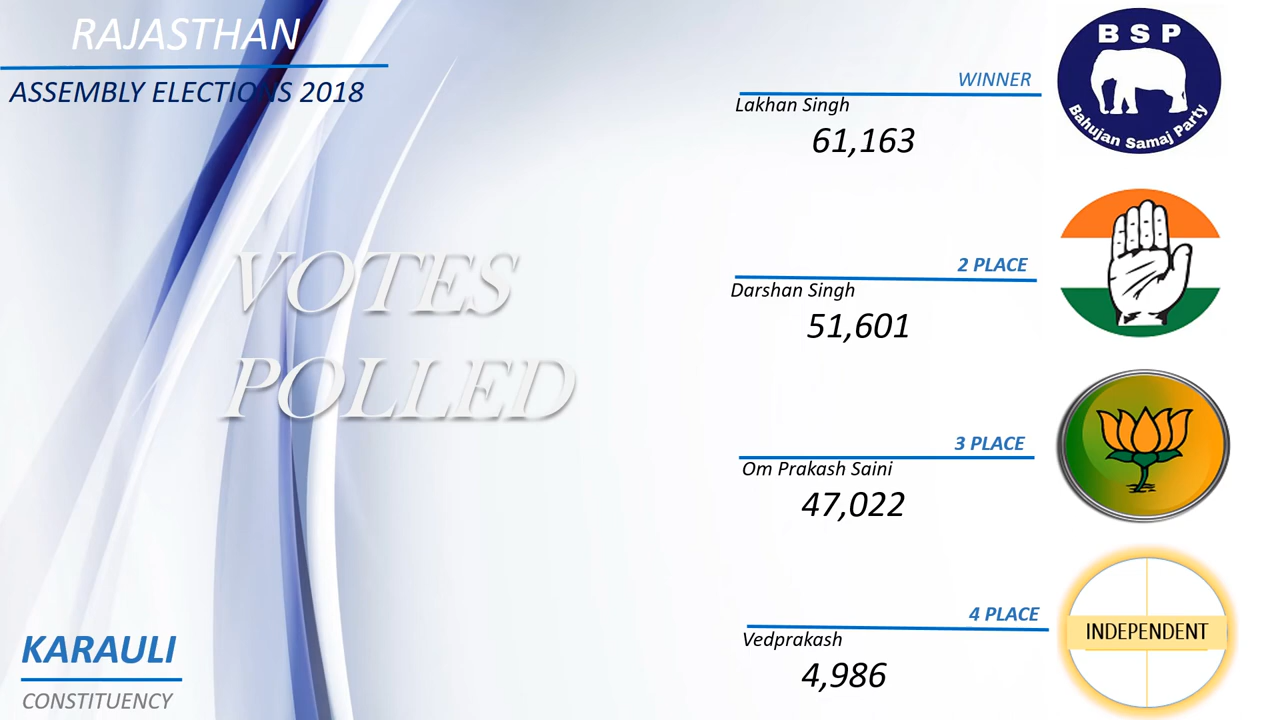 RAJASTHAN
ASSEMBLY ELECTIONS 2018
VOTES
POLLED
KARAULI
CONSTITUENCY
WINNER
Lakhan Singh
61,163
BSP
Bahujan Samaj Party
2 PLACE
Darshan Singh
51,601
3 PLACE
Om Prakash Saini
47,022
4 PLACE
Vedprakash
4,986
INDEPENDENT